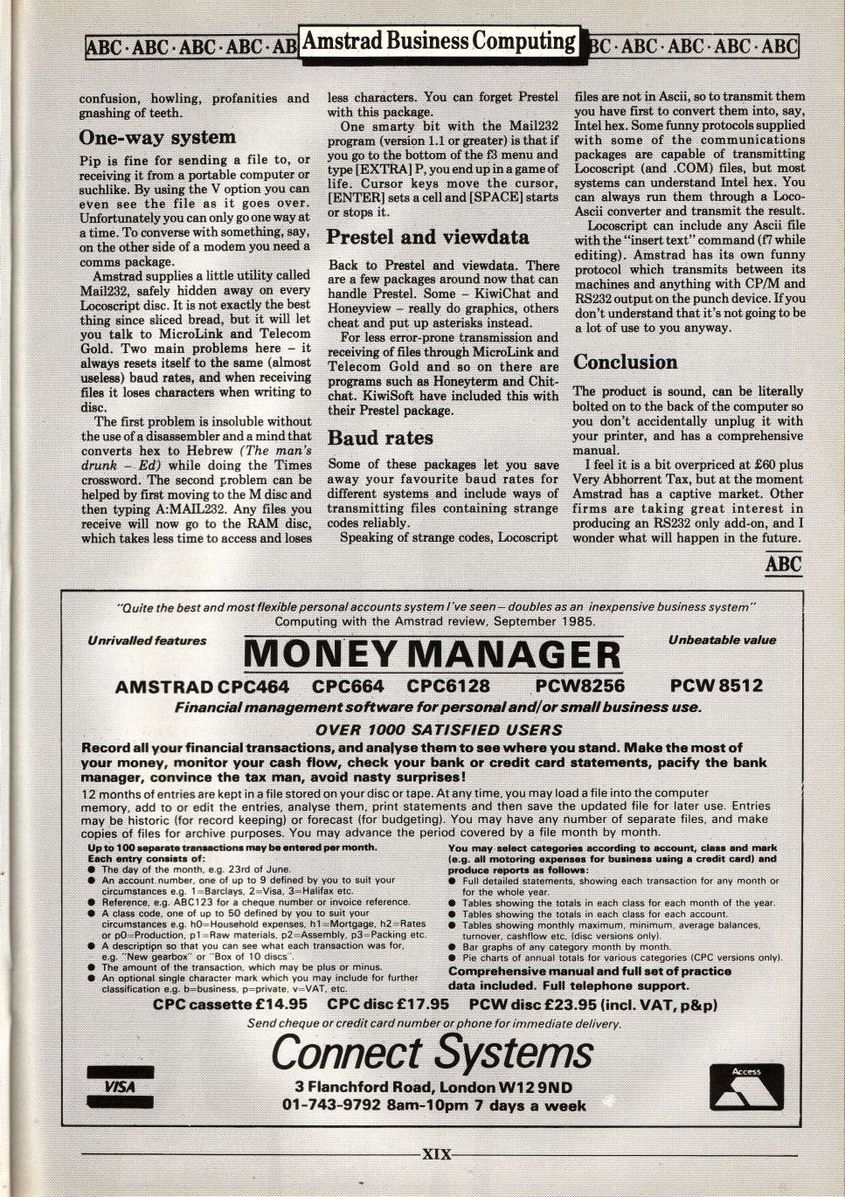 ABC · ABC · ABC · ABC · AB Amstrad Business Computing BC · ABC · ABC · ABC · ABC
confusion, howling, profanities and
gnashing of teeth.
One-way system
Pip is fine for sending a file to, or
receiving it from a portable computer or
suchlike. By using the V option you can
even see the file as it goes over.
Unfortunately you can only go one way at
a time. To converse with something, say,
on the other side of a modem you need a
comms package.
Amstrad supplies a little utility called
Mail232, safely hidden away on every
Locoscript disc. It is not exactly the best
thing since sliced bread, but it will let
you talk to MicroLink and Telecom
Gold. Two main problems here – it
always resets itself to the same (almost
useless) baud rates, and when receiving
files it loses characters when writing to
disc.
The first problem is insoluble without
the use of a disassembler and a mind that
converts hex to Hebrew (The man's
drunk – Ed) while doing the Times
crossword. The second problem can be
helped by first moving to the M disc and
then typing A:MAIL232. Any files you
receive will now go to the RAM disc,
which takes less time to access and loses
less characters. You can forget Prestel
with this package.
One smarty bit with the Mail232
program (version 1.1 or greater) is that if
you go to the bottom of the f3 menu and
type [EXTRA] P, you end up in a game of
life. Cursor keys move the cursor,
[ENTER] sets a cell and [SPACE] starts
or stops it.
Prestel and viewdata
Back to Prestel and viewdata. There
are a few packages around now that can
handle Prestel. Some – KiwiChat and
Honeyview – really do graphics, others
cheat and put up asterisks instead.
For less error-prone transmission and
receiving of files through MicroLink and
Telecom Gold and so on there are
programs such as Honeyterm and Chit-
chat. KiwiSoft have included this with
their Prestel package.
Baud rates
Some of these packages let you save
away your favourite baud rates for
different systems and include ways of
transmitting files containing strange
codes reliably.
Speaking of strange codes, Locoscript
files are not in Ascii, so to transmit them
you have first to convert them into, say,
Intel hex. Some funny protocols supplied
with some of the communications
packages are capable of transmitting
Locoscript (and .COM) files, but most
systems can understand Intel hex. You
can always run them through a Loco-
Ascii converter and transmit the result.
Locoscript can include any Ascii file
with the "insert text" command (f7 while
editing). Amstrad has its own funny
protocol which transmits between its
machines and anything with CP/M and
RS232 output on the punch device. If you
don't understand that it's not going to be
a lot of use to you anyway.
Conclusion
The product is sound, can be literally
bolted on to the back of the computer so
you don't accidentally unplug it with
your printer, and has a comprehensive
manual.
I feel it is a bit overpriced at £60 plus
Very Abhorrent Tax, but at the moment
Amstrad has a captive market. Other
firms are taking great interest in
producing an RS232 only add-on, and I
wonder what will happen in the future.
ABC
"Quite the best and most flexible personal accounts system I've seen – doubles as an inexpensive business system"
Computing with the Amstrad review, September 1985.
Unrivalled features
MONEY MANAGER
Unbeatable value
AMSTRAD CPC464 CPC664 CPC6128 PCW8256 PCW 8512
Financial management software for personal and/or small business use.
OVER 1000 SATISFIED USERS
Record all your financial transactions, and analyse them to see where you stand. Make the most of
your money, monitor your cash flow, check your bank or credit card statements, pacify the bank
manager, convince the tax man, avoid nasty surprises!
12 months of entries are kept in a file stored on your disc or tape. At any time, you may load a file into the computer
memory, add to or edit the entries, analyse them, print statements and then save the updated file for later use. Entries
may be historic (for record keeping) or forecast (for budgeting). You may have any number of separate files, and make
copies of files for archive purposes. You may advance the period covered by a file month by month.
Up to 100 separate transactions may be entered per month.
Each entry consists of:
● The day of the month, e.g. 23rd of June.
● An account number, one of up to 9 defined by you to suit your
circumstances e.g. 1=Barclays, 2=Visa, 3=Halifax etc.
● Reference, e.g. ABC123 for a cheque number or invoice reference.
● A class code, one of up to 50 defined by you to suit your
circumstances e.g. h0=Household expenses, h1=Mortgage, h2=Rates
or p0=Production, p1=Raw materials, p2=Assembly, p3=Packing etc.
● A description so that you can see what each transaction was for,
e.g. "New gearbox" or "Box of 10 discs".
● The amount of the transaction, which may be plus or minus.
● An optional single character mark which you may include for further
classification e.g. b=business, p=private, v=VAT, etc.
You may select categories according to account, class and mark
(e.g. all motoring expenses for business using a credit card) and
produce reports as follows:
● Full detailed statements, showing each transaction for any month or
for the whole year.
● Tables showing the totals in each class for each month of the year.
● Tables showing the totals in each class for each account.
● Tables showing monthly maximum, minimum, average balances,
turnover, cashflow etc, (disc versions only).
● Bar graphs of any category month by month.
● Pie charts of annual totals for various categories (CPC versions only).
Comprehensive manual and full set of practice
data included. Full telephone support.
CPC cassette £14.95 CPC disc £17.95 PCW disc £23.95 (incl. VAT, p&p)
Send cheque or credit card number or phone for immediate delivery.
Connect Systems
VISA
3 Flanchford Road, London W12 9ND
01-743-9792 8am-10pm 7 days a week
Access
XIX